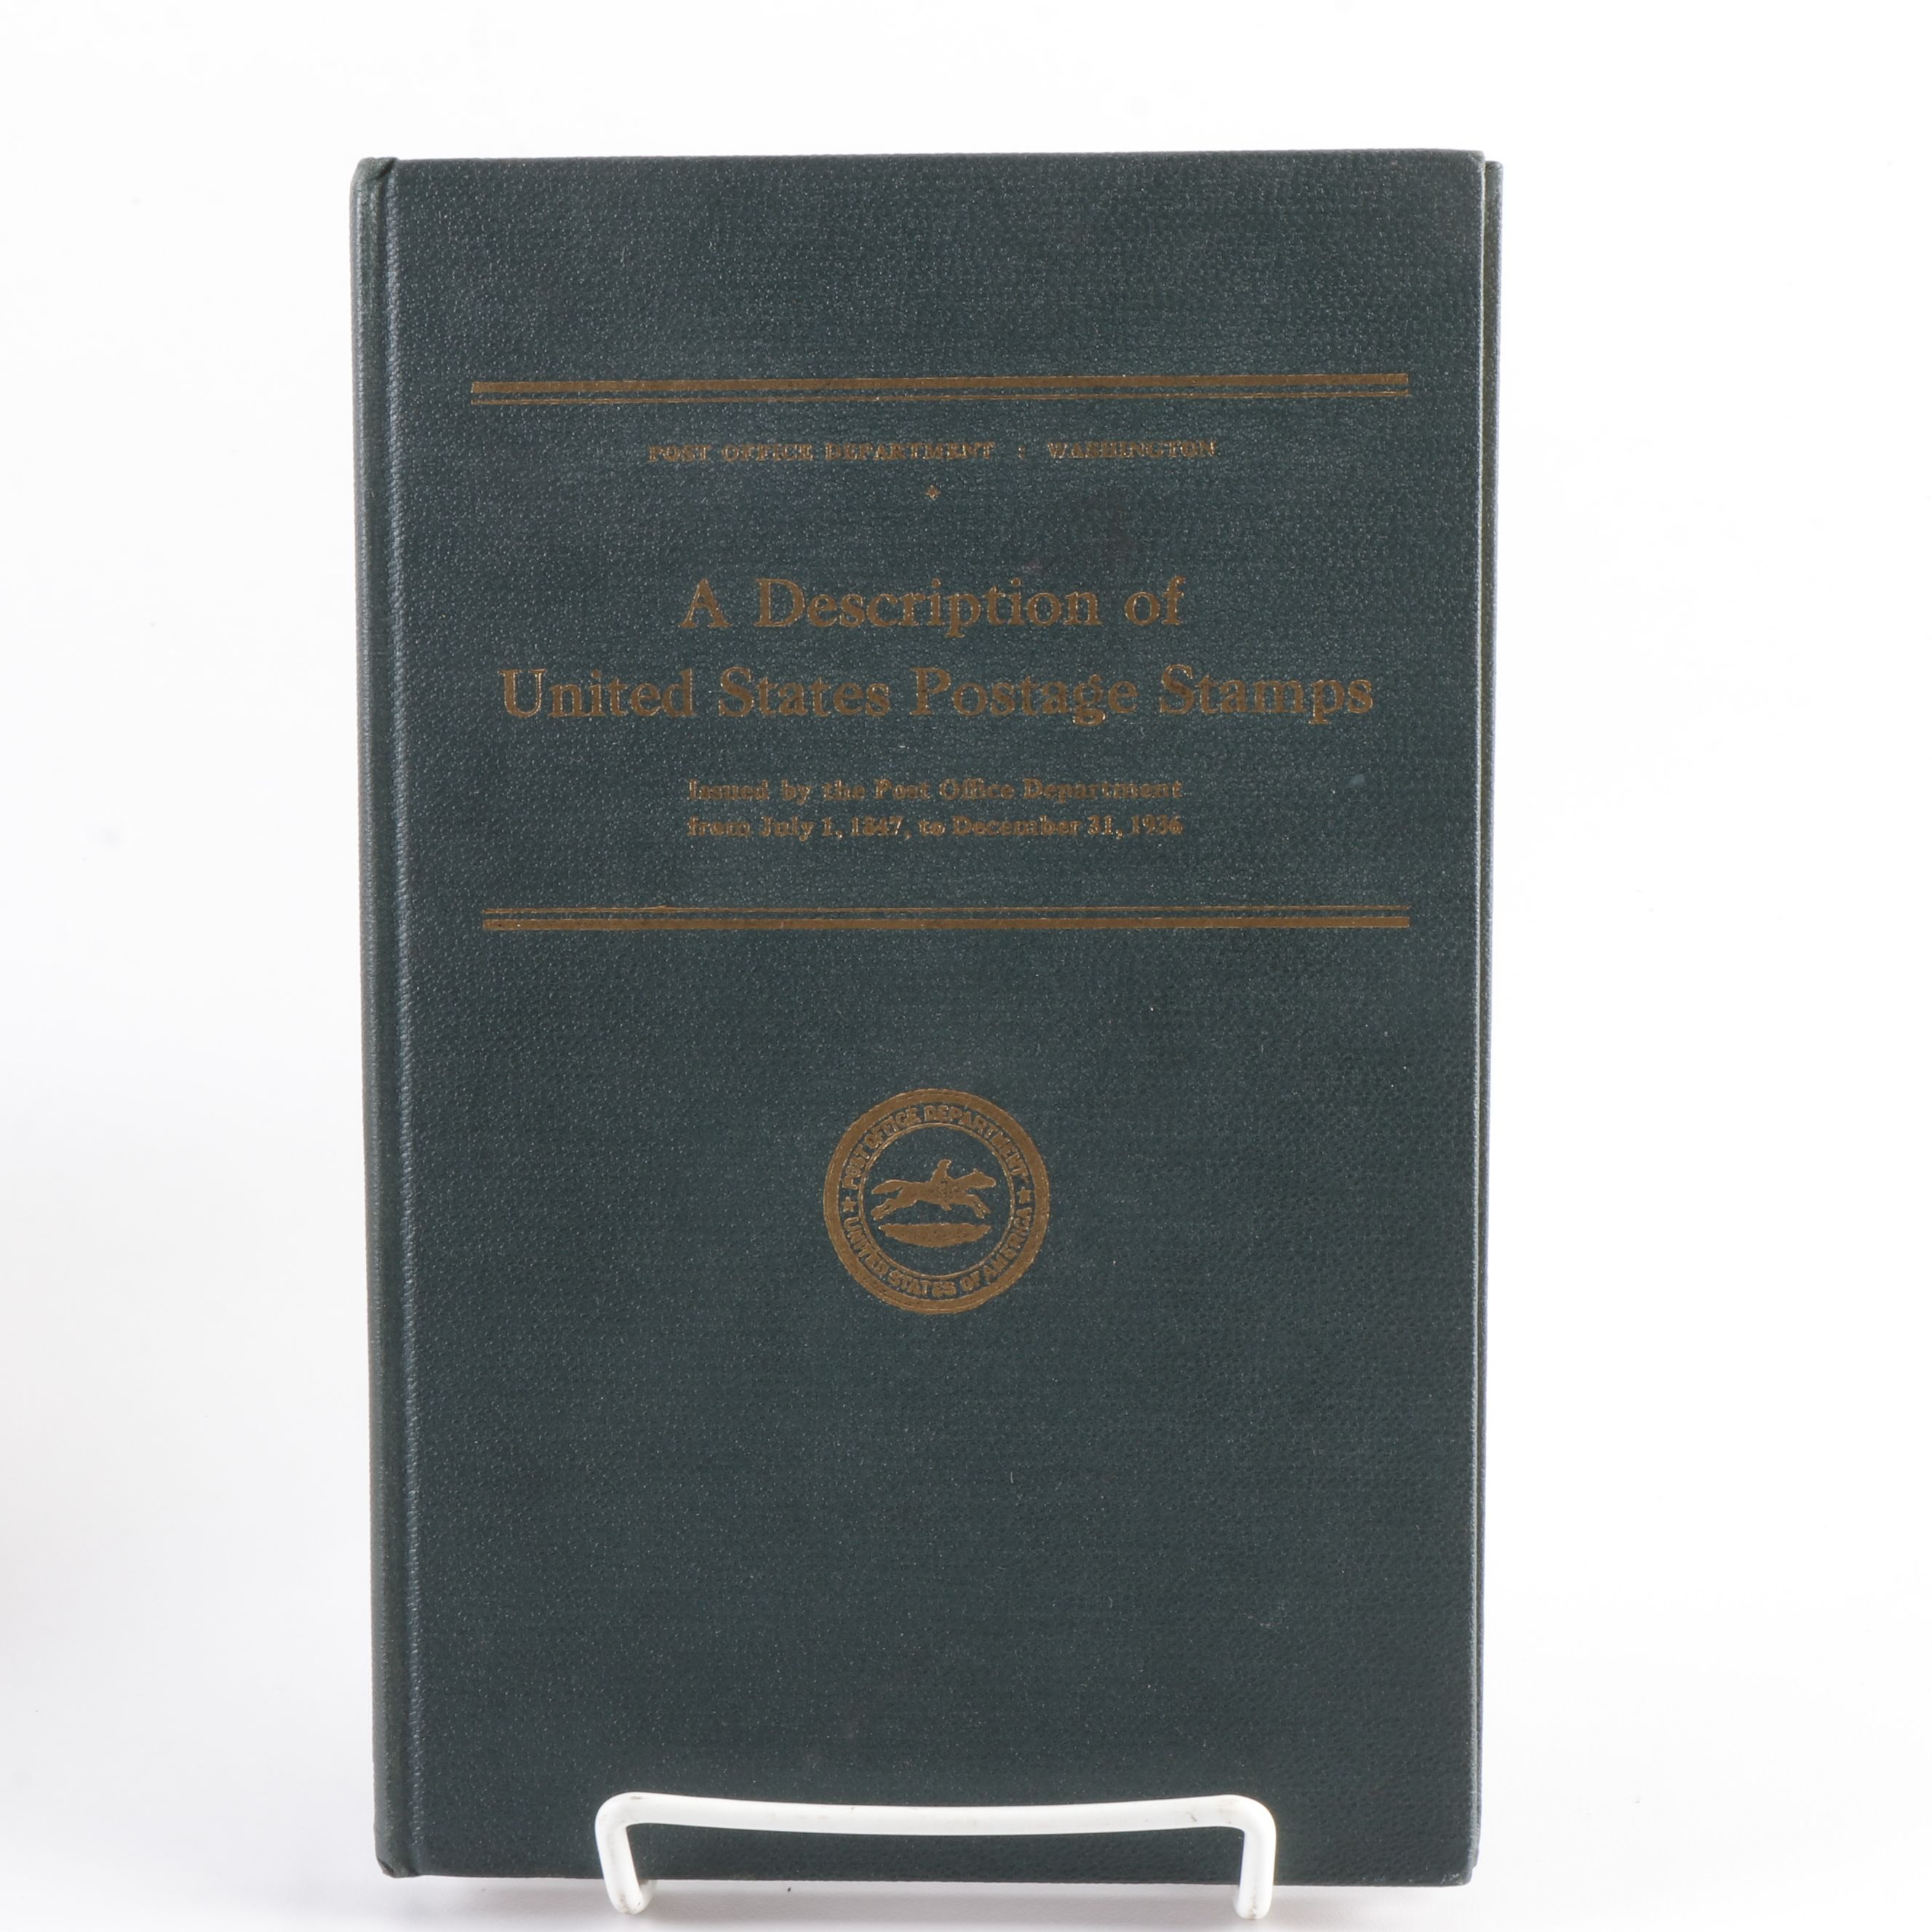 POST OFFICE DEPARTMENT : WASHINGTON
A Description of
United States Postage Stamps
Issued by the Post Office Department
from July 1, 1847, to December 31, 1936
POST OFFICE DEPARTMENT
UNITED STATES OF AMERICA